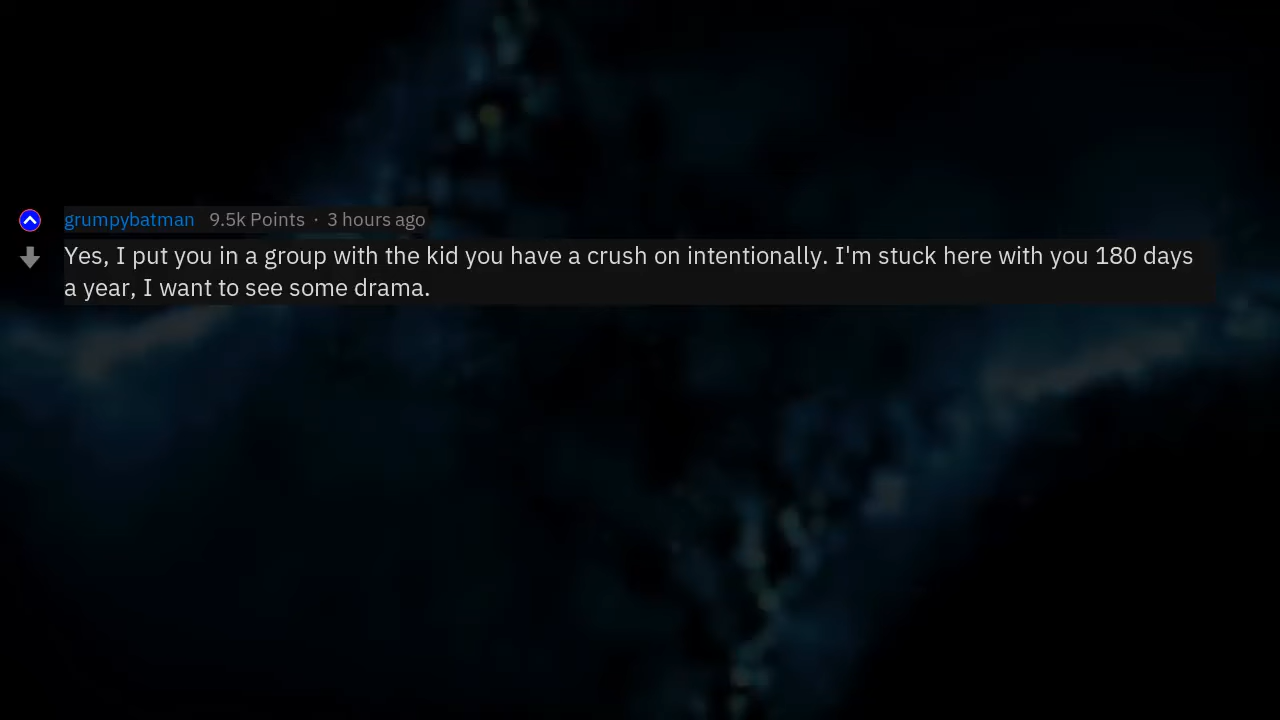 grumpybatman 9.5k Points · 3 hours ago
Yes, I put you in a group with the kid you have a crush on intentionally. I'm stuck here with you 180 days
a year, I want to see some drama.